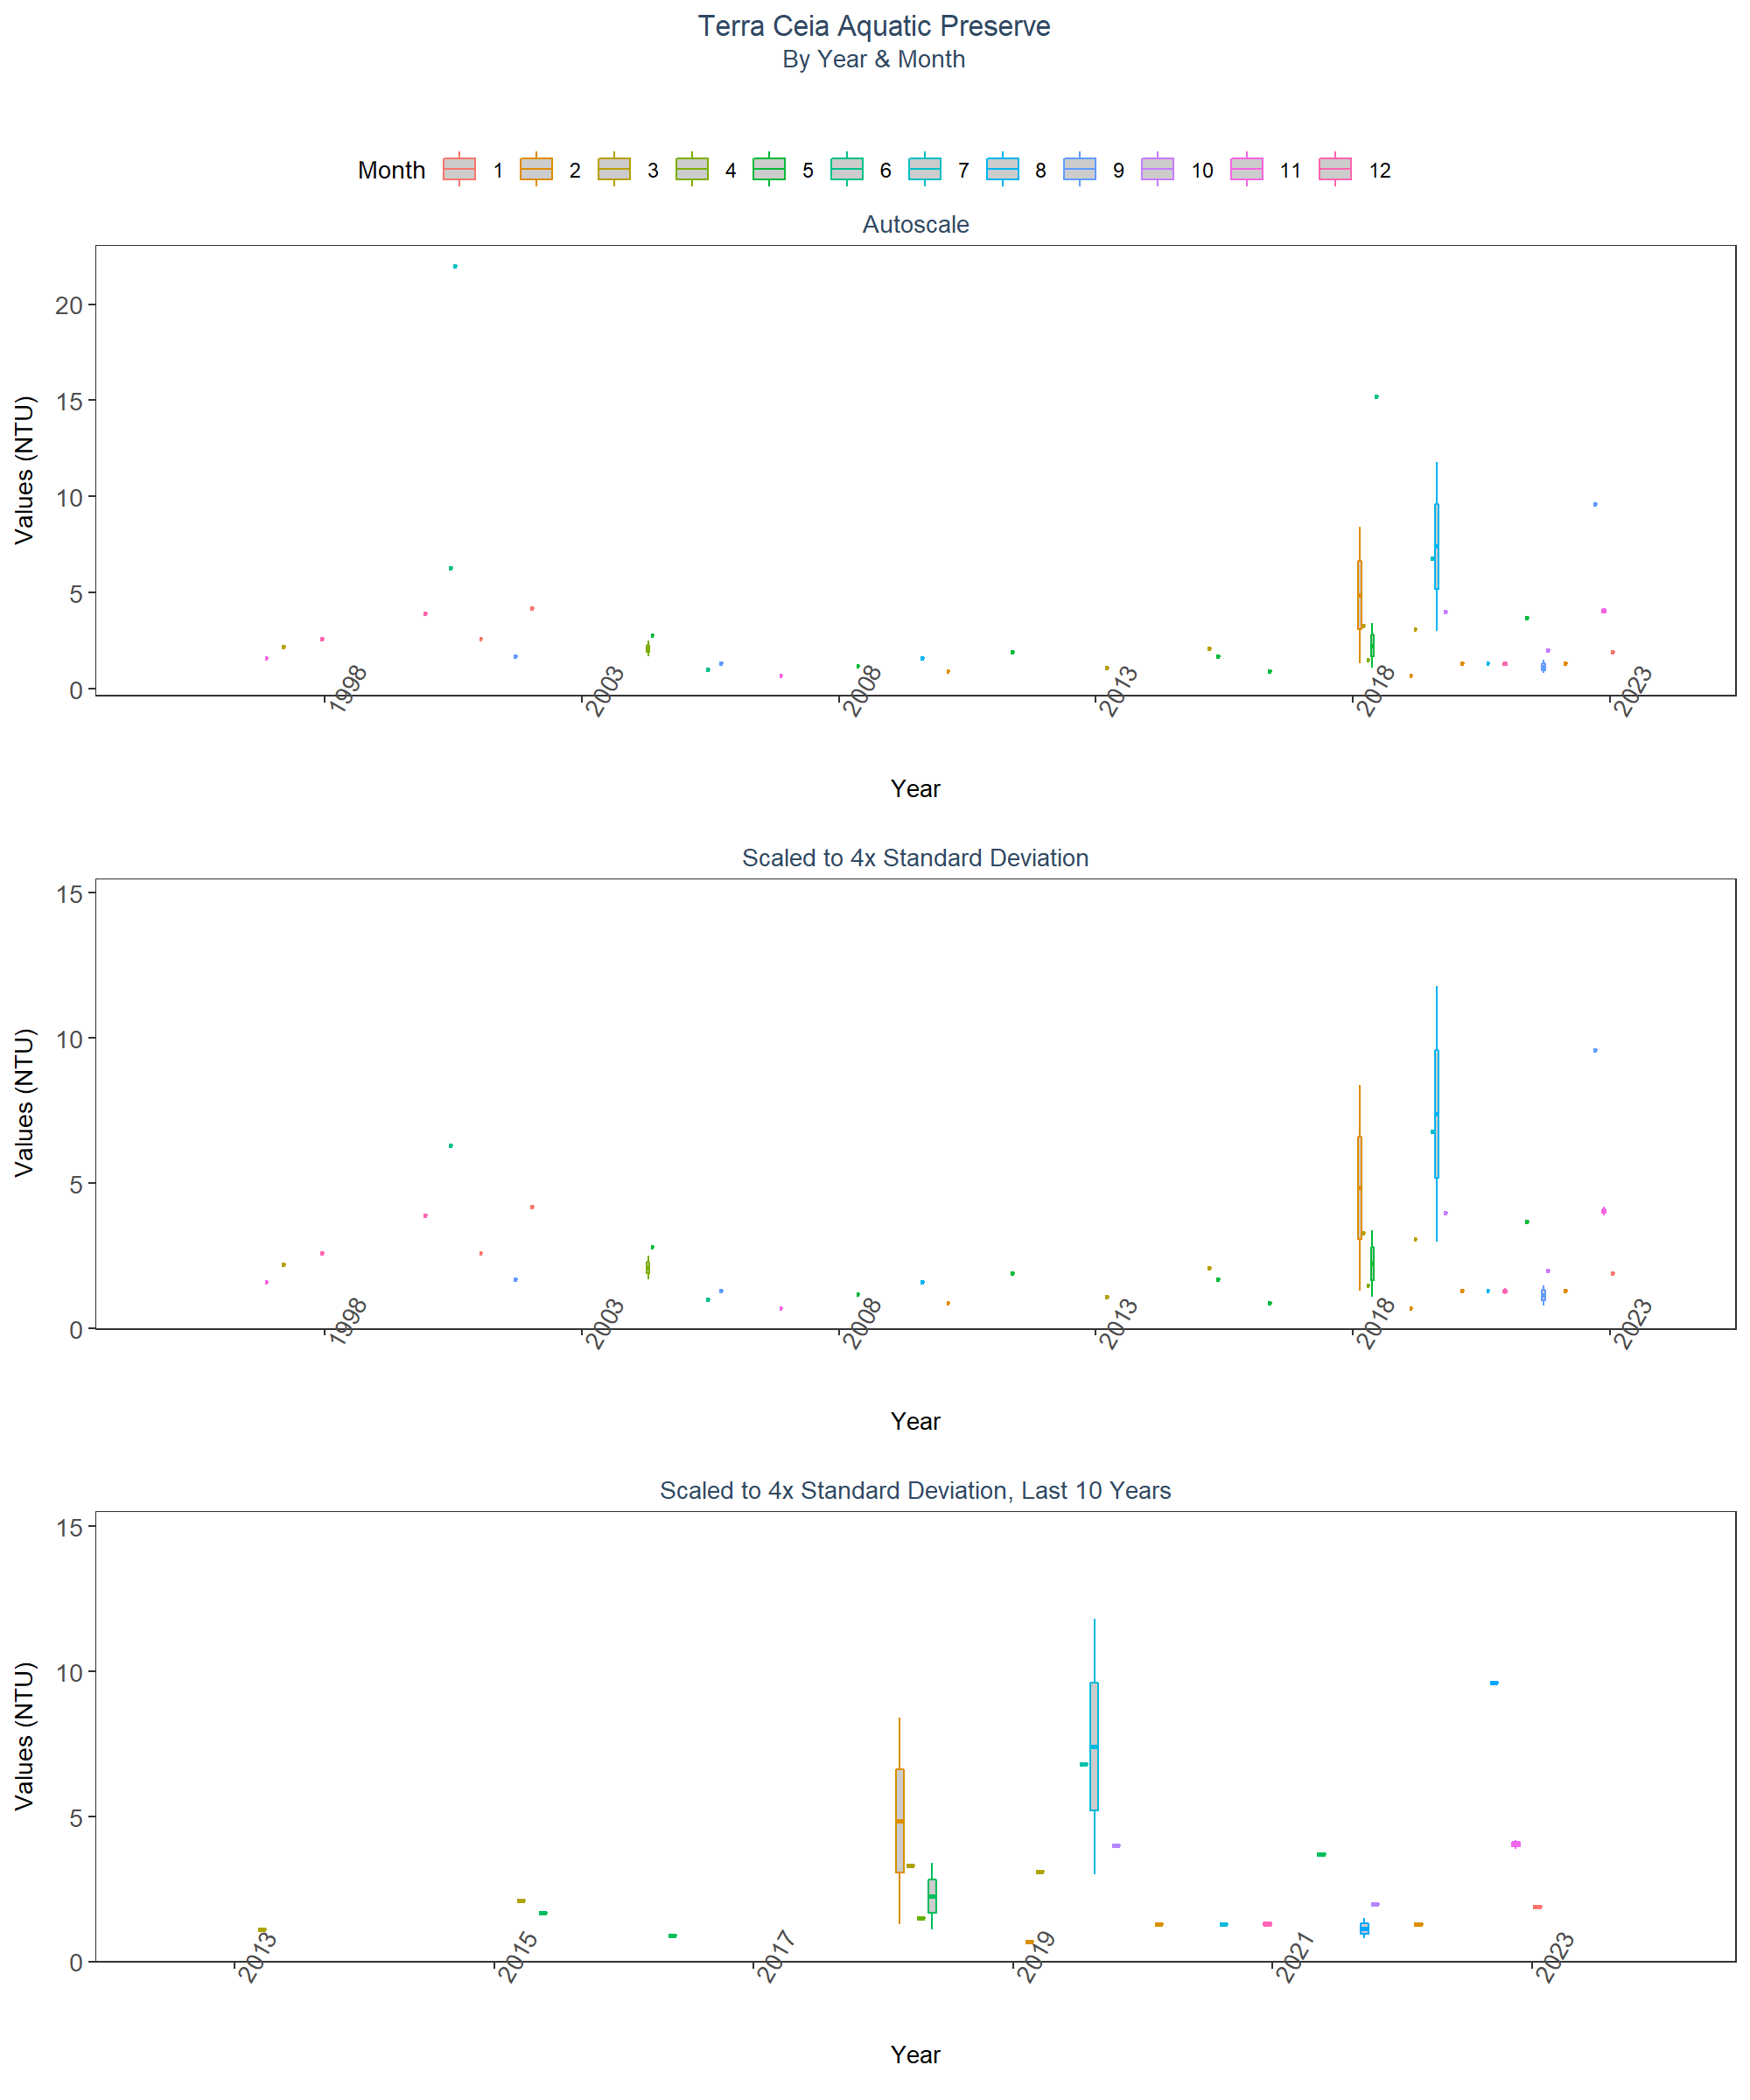 Terra Ceia Aquatic Preserve
By Year & Month
Month 1 2 3 4 5 6 7 8 9 10 11 12
Autoscale
Values (NTU)
20
15
10
5
0
1998 2003 2008 2013 2018 2023
Year
Scaled to 4x Standard Deviation
Values (NTU)
15
10
5
0
1998 2003 2008 2013 2018 2023
Year
Scaled to 4x Standard Deviation, Last 10 Years
Values (NTU)
15
10
5
0
2013 2015 2017 2019 2021 2023
Year